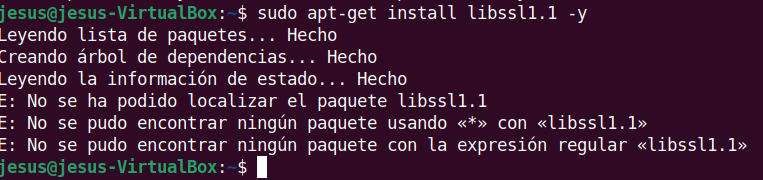 jesus@jesus-VirtualBox:~$ sudo apt-get install libssl1.1 -y
Leyendo lista de paquetes... Hecho
Creando árbol de dependencias... Hecho
Leyendo la información de estado... Hecho
E: No se ha podido localizar el paquete libssl1.1
E: No se pudo encontrar ningún paquete usando «*» con «libssl1.1»
E: No se pudo encontrar ningún paquete con la expresión regular «libssl1.1»
jesus@jesus-VirtualBox:~$